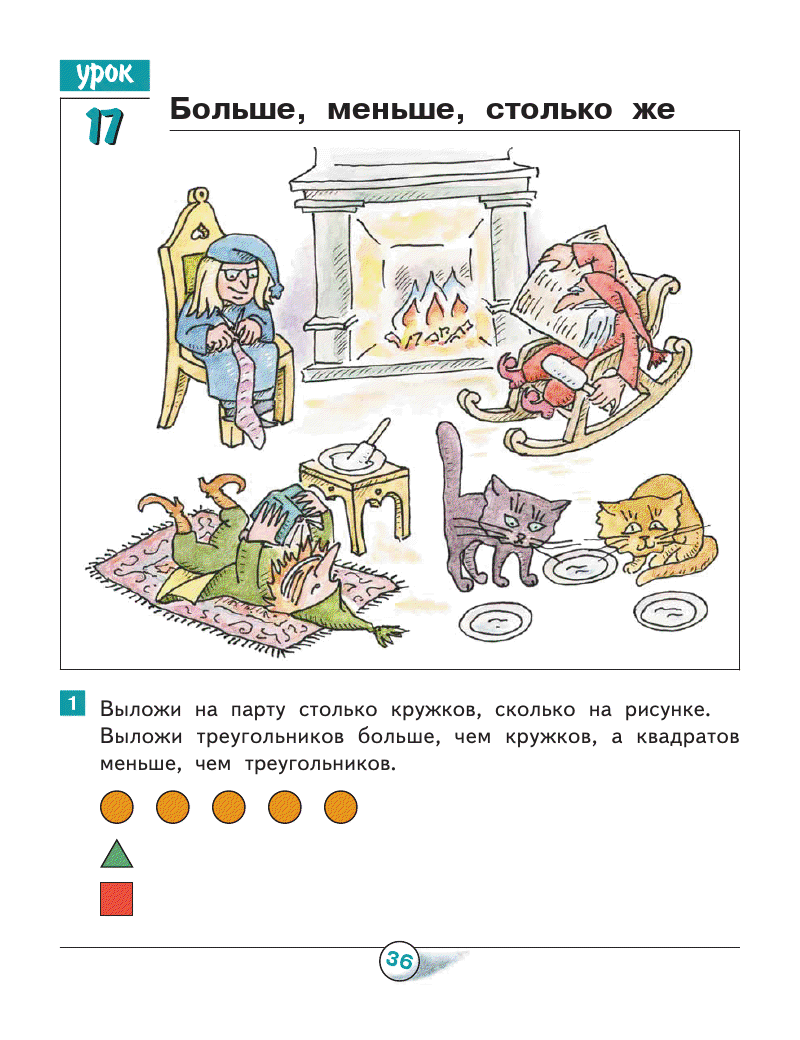 урок
17
Больше, меньше, столько же
1
Выложи на парту столько кружков, сколько на рисунке.
Выложи треугольников больше, чем кружков, а квадратов
меньше, чем треугольников.
36